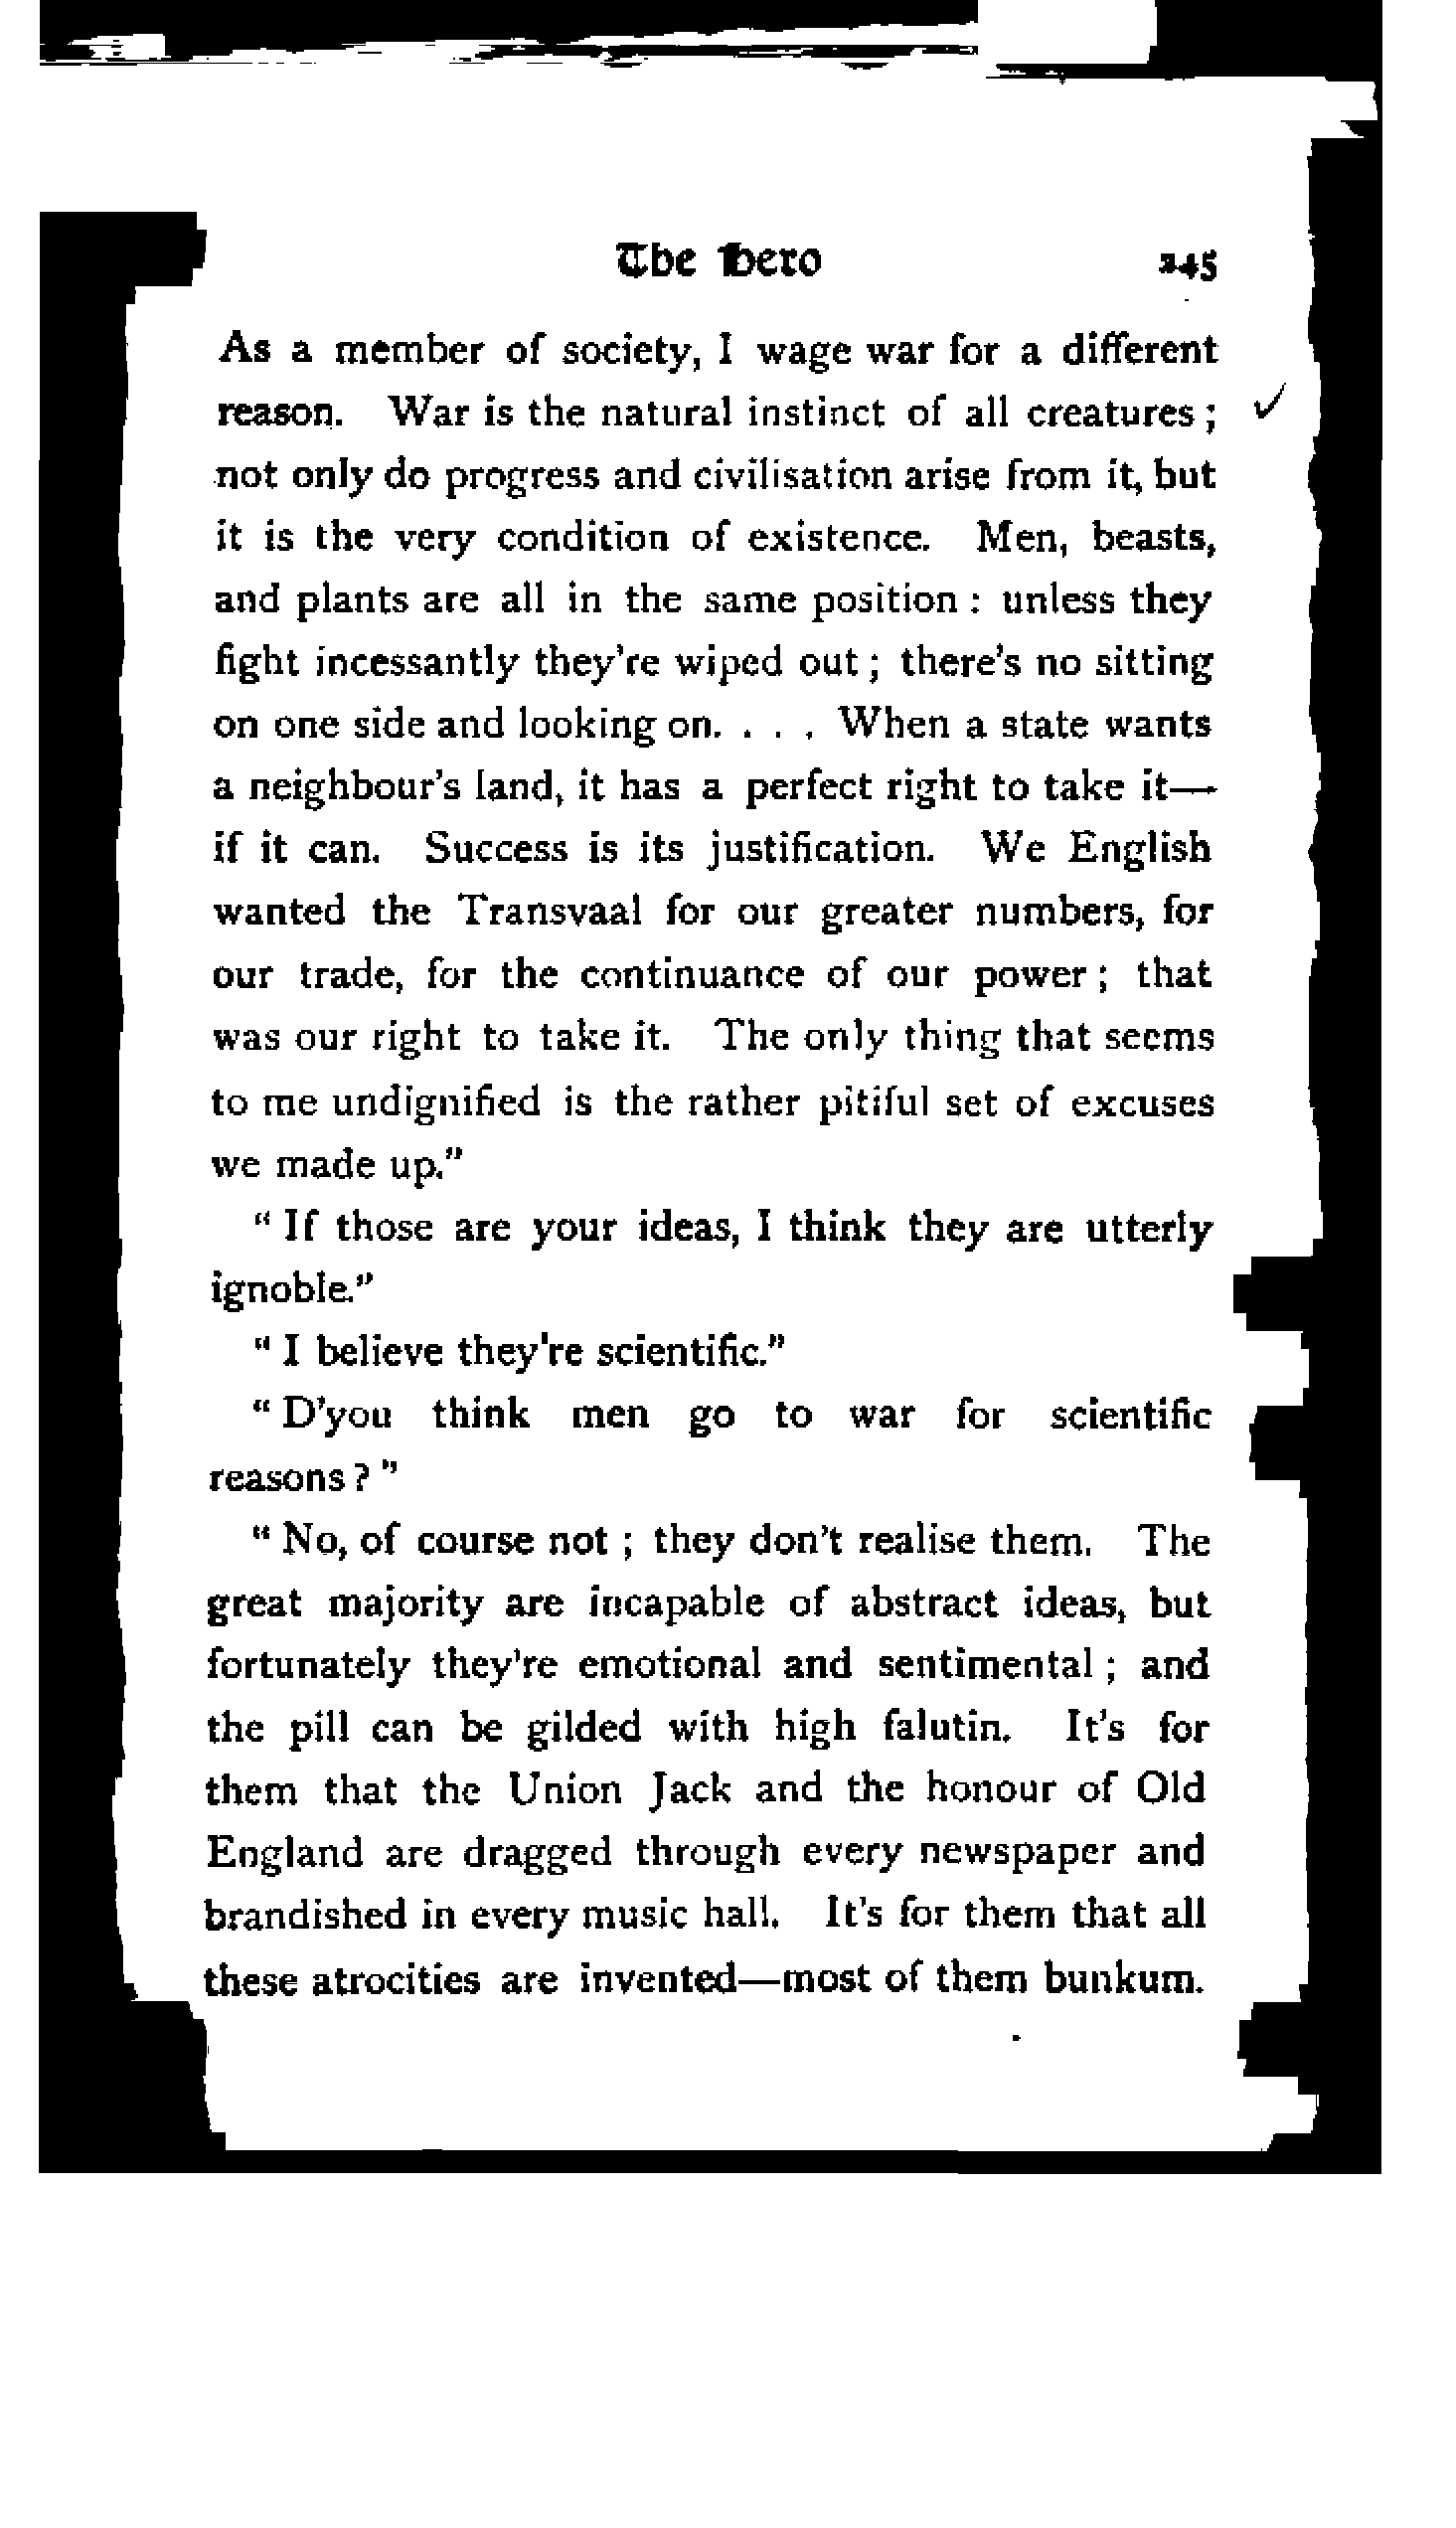 The Hero 245
As a member of society, I wage war for a different
reason. War is the natural instinct of all creatures;
not only do progress and civilisation arise from it, but
it is the very condition of existence. Men, beasts,
and plants are all in the same position: unless they
fight incessantly they're wiped out; there's no sitting
on one side and looking on. . . . When a state wants
a neighbour's land, it has a perfect right to take it—
if it can. Success is its justification. We English
wanted the Transvaal for our greater numbers, for
our trade, for the continuance of our power; that
was our right to take it. The only thing that seems
to me undignified is the rather pitiful set of excuses
we made up."
"If those are your ideas, I think they are utterly
ignoble."
"I believe they're scientific."
"D'you think men go to war for scientific
reasons?"
"No, of course not; they don't realise them. The
great majority are incapable of abstract ideas, but
fortunately they're emotional and sentimental; and
the pill can be gilded with high falutin. It's for
them that the Union Jack and the honour of Old
England are dragged through every newspaper and
brandished in every music hall. It's for them that all
these atrocities are invented—most of them bunkum.